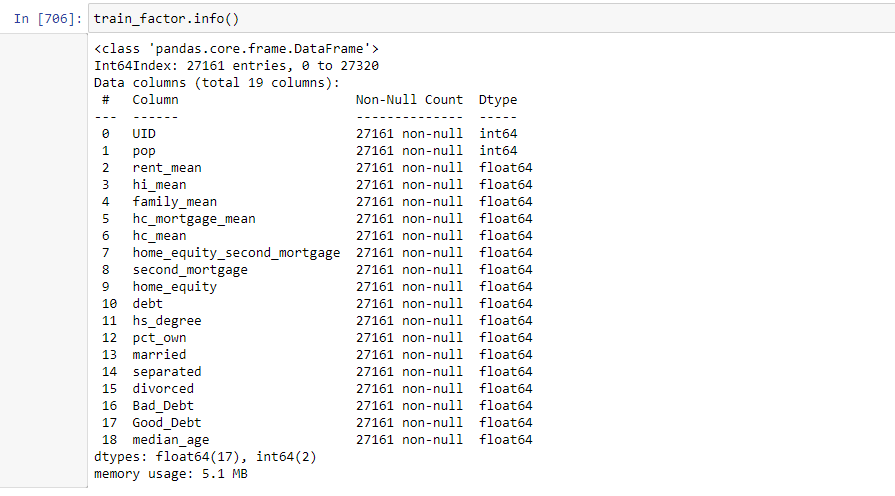 In [706]: train_factor.info()
<class 'pandas.core.frame.DataFrame'>
Int64Index: 27161 entries, 0 to 27320
Data columns (total 19 columns):
 #   Column                      Non-Null Count  Dtype
---  ------                      --------------  -----
 0   UID                         27161 non-null  int64
 1   pop                         27161 non-null  int64
 2   rent_mean                   27161 non-null  float64
 3   hi_mean                     27161 non-null  float64
 4   family_mean                 27161 non-null  float64
 5   hc_mortgage_mean            27161 non-null  float64
 6   hc_mean                     27161 non-null  float64
 7   home_equity_second_mortgage  27161 non-null  float64
 8   second_mortgage             27161 non-null  float64
 9   home_equity                 27161 non-null  float64
 10  debt                        27161 non-null  float64
 11  hs_degree                   27161 non-null  float64
 12  pct_own                     27161 non-null  float64
 13  married                     27161 non-null  float64
 14  separated                   27161 non-null  float64
 15  divorced                    27161 non-null  float64
 16  Bad_Debt                    27161 non-null  float64
 17  Good_Debt                   27161 non-null  float64
 18  median_age                  27161 non-null  float64
dtypes: float64(17), int64(2)
memory usage: 5.1 MB